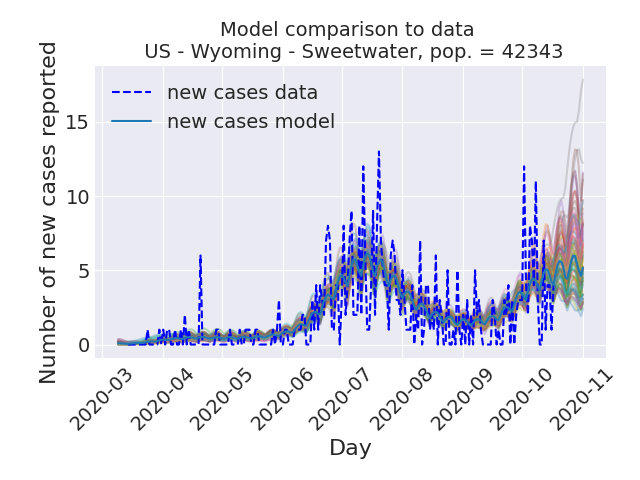 Model comparison to data
US - Wyoming - Sweetwater, pop. = 42343
new cases data
new cases model
Number of new cases reported
15
10
5
0
2020-03
2020-04
2020-05
2020-06
2020-07
2020-08
2020-09
2020-10
2020-11
Day